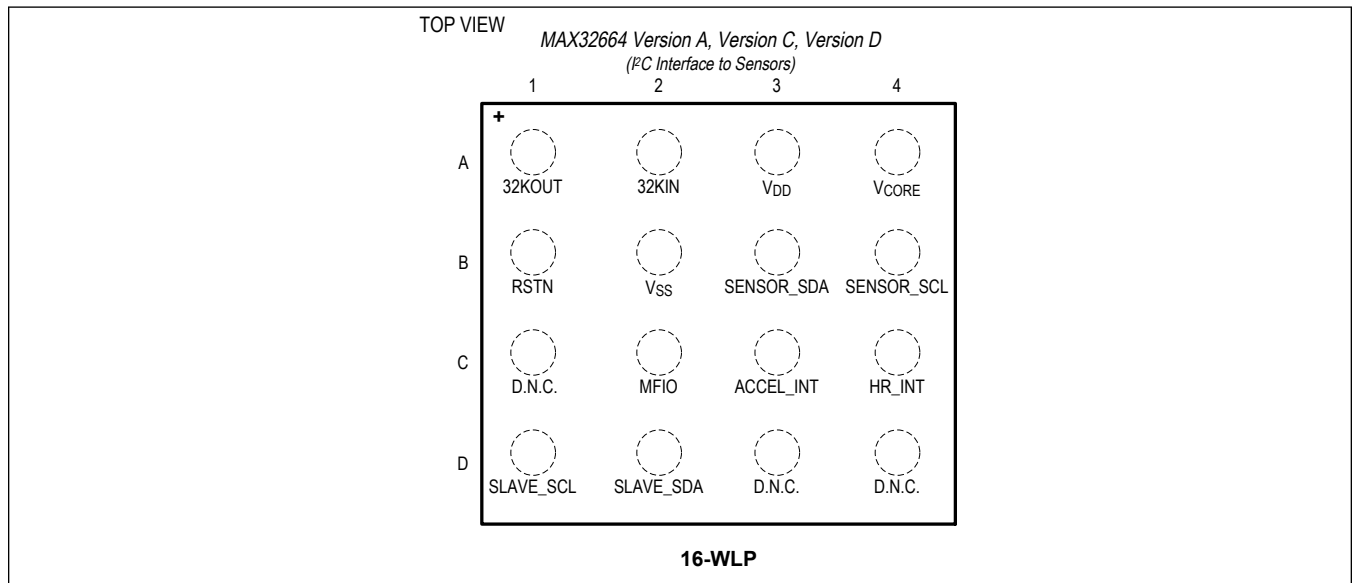 TOP VIEW
MAX32664 Version A, Version C, Version D
(I²C Interface to Sensors)
1 2 3 4
+
A
32KOUT 32KIN VDD VCORE
B
RSTN VSS SENSOR_SDA SENSOR_SCL
C
D.N.C. MFIO ACCEL_INT HR_INT
D
SLAVE_SCL SLAVE_SDA D.N.C. D.N.C.
16-WLP